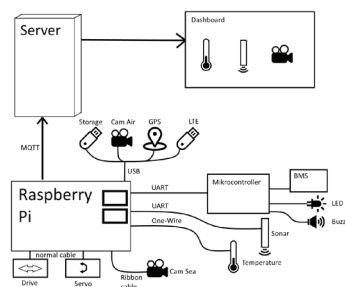 Server
Dashboard
Storage
Cam Air
GPS
LTE
MQTT
USB
Raspberry
Pi
UART
UART
One-Wire
Mikrocontroller
BMS
LED
Buzz
Sonar
Temperature
normal cable
Drive
Servo
Ribbon
cable
Cam Sea